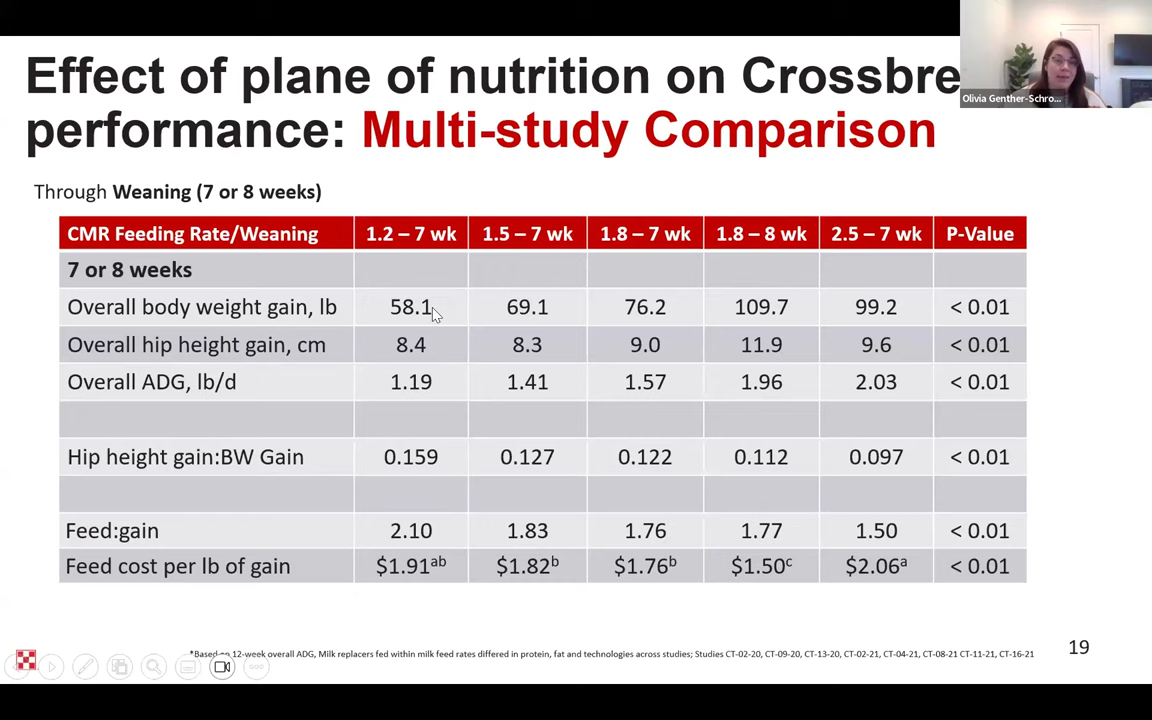 Effect of plane of nutrition on Crossbre
performance: Multi-study Comparison
Olivia Genther-Schro...
Through Weaning (7 or 8 weeks)
CMR Feeding Rate/Weaning 1.2 – 7 wk 1.5 – 7 wk 1.8 – 7 wk 1.8 – 8 wk 2.5 – 7 wk P-Value
7 or 8 weeks
Overall body weight gain, lb 58.1 69.1 76.2 109.7 99.2 < 0.01
Overall hip height gain, cm 8.4 8.3 9.0 11.9 9.6 < 0.01
Overall ADG, lb/d 1.19 1.41 1.57 1.96 2.03 < 0.01
Hip height gain:BW Gain 0.159 0.127 0.122 0.112 0.097 < 0.01
Feed:gain 2.10 1.83 1.76 1.77 1.50 < 0.01
Feed cost per lb of gain $1.91ab $1.82b $1.76b $1.50c $2.06a < 0.01
*Based on 12-week overall ADG, Milk replacers fed within milk feed rates differed in protein, fat and technologies across studies; Studies CT-02-20, CT-09-20, CT-13-20, CT-02-21, CT-04-21, CT-08-21 CT-11-21, CT-16-21
19